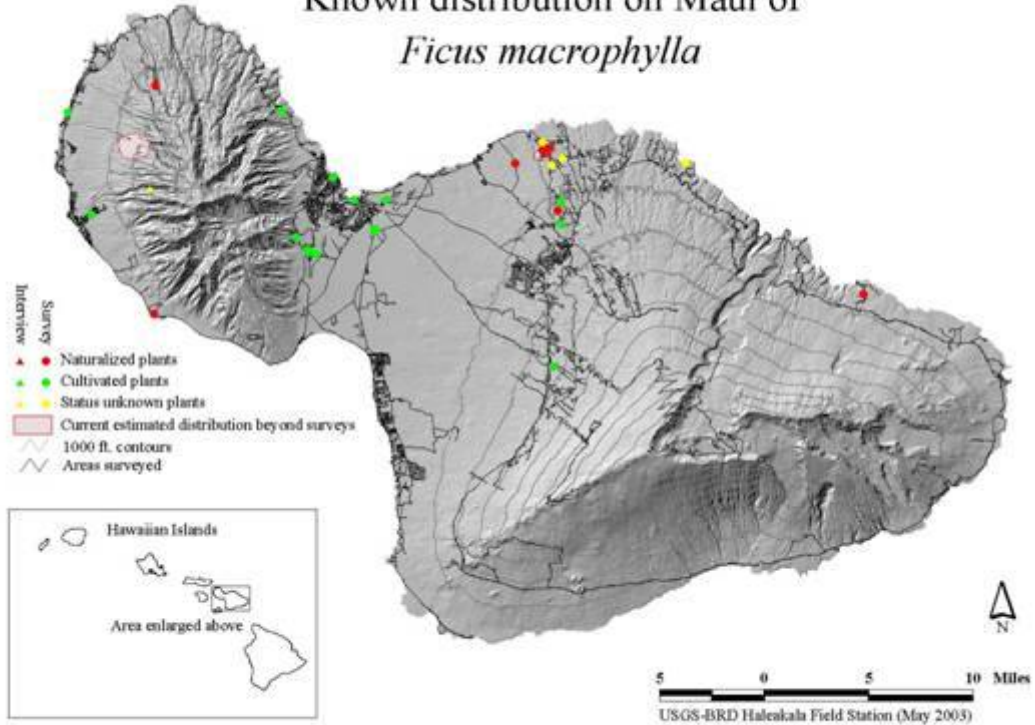 Known distribution on Maui of
Ficus macrophylla
Interview
Survey
Naturalized plants
Cultivated plants
Status unknown plants
Current estimated distribution beyond surveys
1000 ft. contours
Areas surveyed
Hawaiian Islands
Area enlarged above
N
5 0 5 10 Miles
USGS-BRD Haleakala Field Station (May 2003)